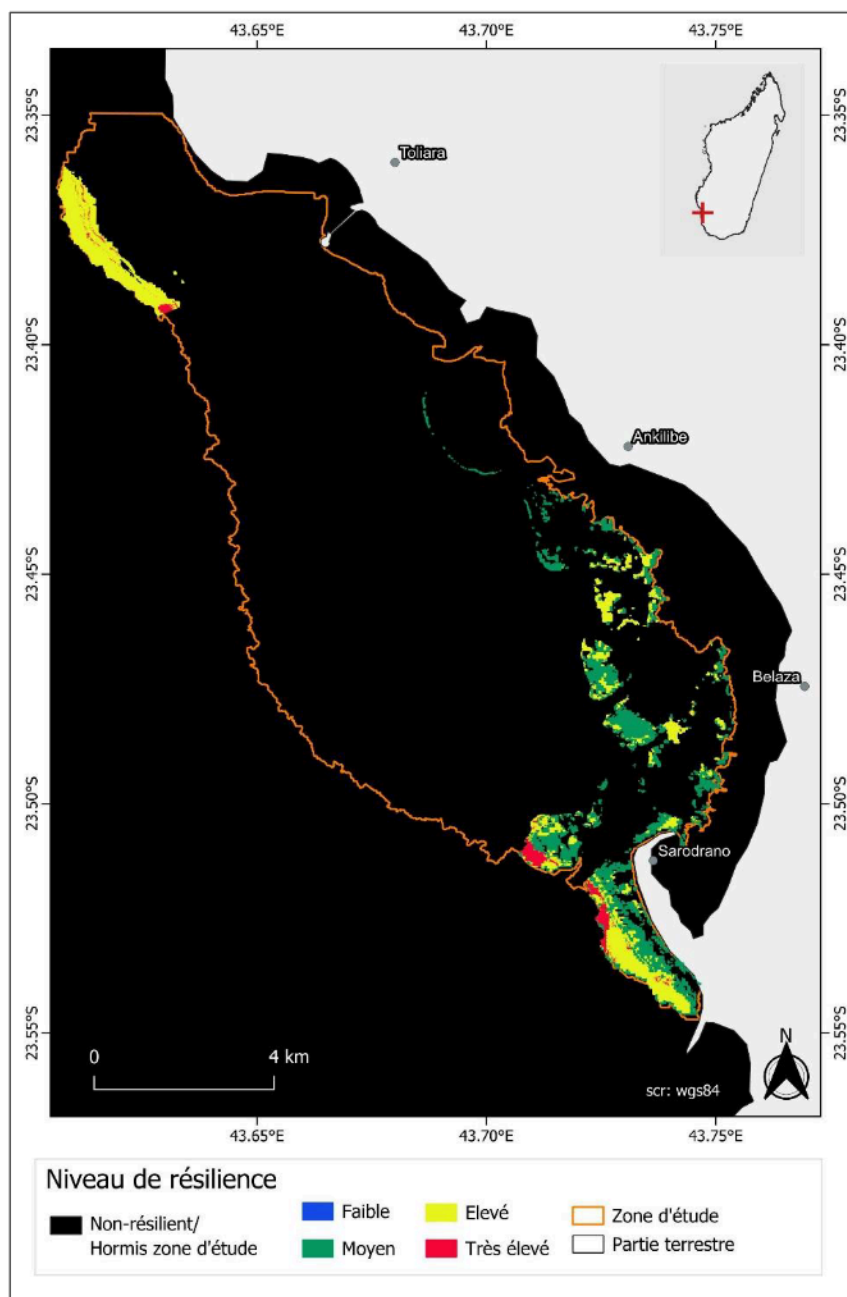 43.65°E 43.70°E 43.75°E
23.35°S 23.35°S
Toliara
23.40°S 23.40°S
Ankilibe
23.45°S 23.45°S
Belaza
23.50°S 23.50°S
Sarodrano
23.55°S 23.55°S
0 4 km
N
scr: wgs84
43.65°E 43.70°E 43.75°E
Niveau de résilience
Non-résilient/
Hormis zone d'étude
Faible
Moyen
Elevé
Très élevé
Zone d'étude
Partie terrestre